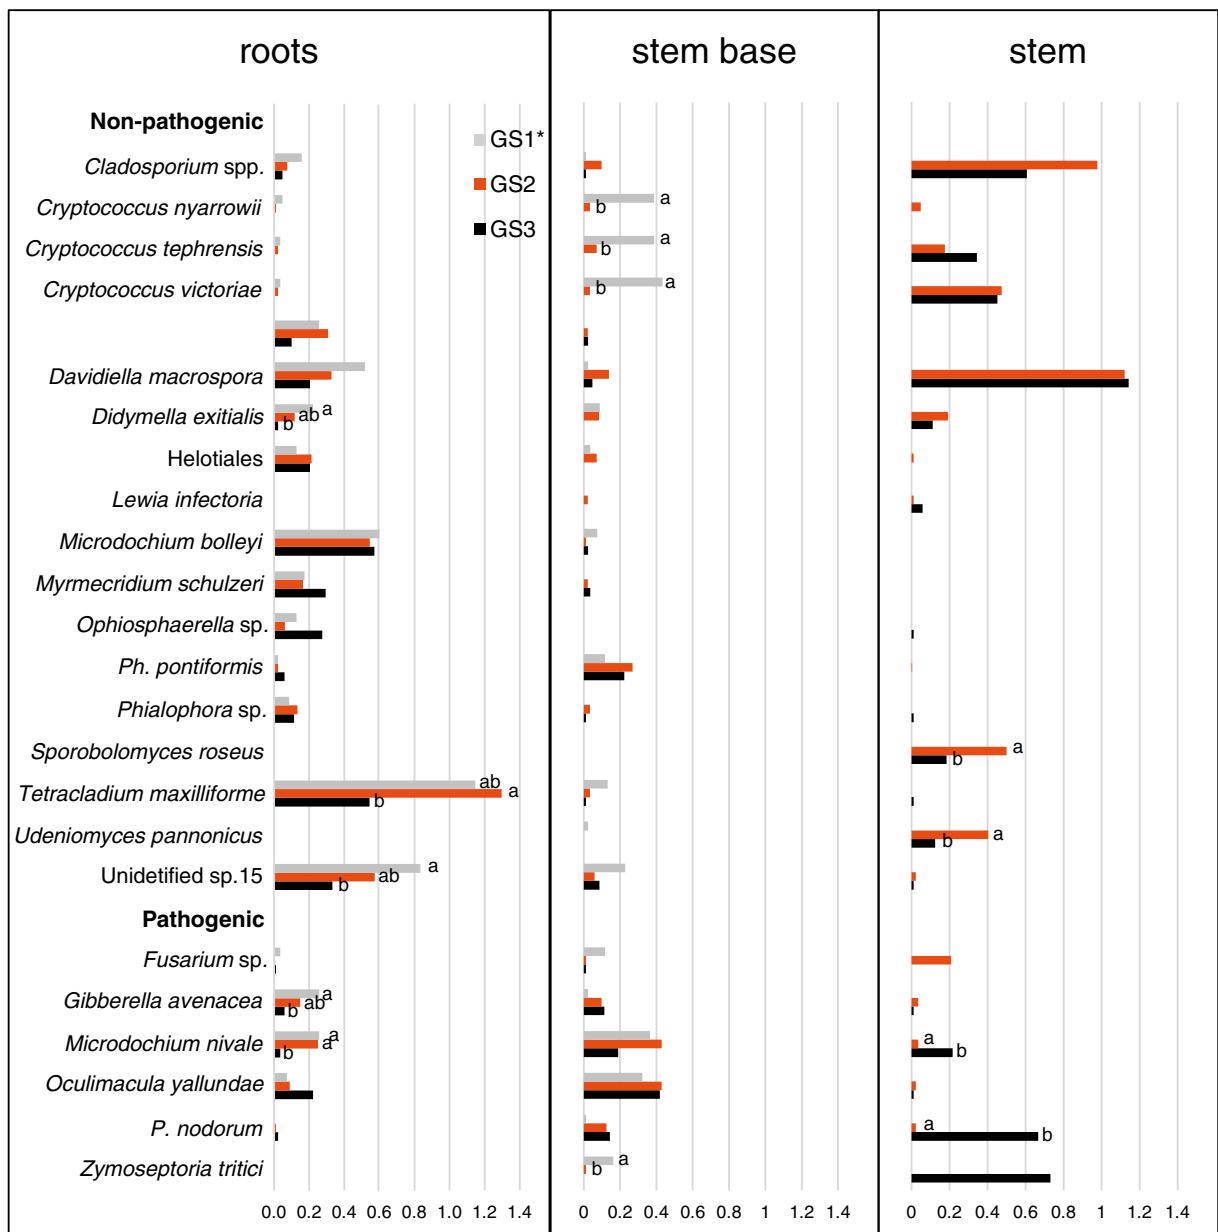 roots stem base stem
Non-pathogenic
GS1*
Cladosporium spp.
GS2
Cryptococcus nyarrowii a
b
GS3
Cryptococcus tephrensis a
b
Cryptococcus victoriae a
b
Davidiella macrospora
Didymella exitialis ab a
b
Helotiales
Lewia infectoria
Microdochium bolleyi
Myrmecridium schulzeri
Ophiosphaerella sp.
Ph. pontiformis
Phialophora sp.
Sporobolomyces roseus a
b
Tetracladium maxilliforme ab
a
b
Udeniomyces pannonicus a
b
Unidetified sp.15 a
ab
b
Pathogenic
Fusarium sp.
Gibberella avenacea a
ab
b
Microdochium nivale a a
a
b b
Oculimacula yallundae
P. nodorum a
b
Zymoseptoria tritici a
b
0.0 0.2 0.4 0.6 0.8 1.0 1.2 1.4 0 0.2 0.4 0.6 0.8 1 1.2 1.4 0 0.2 0.4 0.6 0.8 1 1.2 1.4